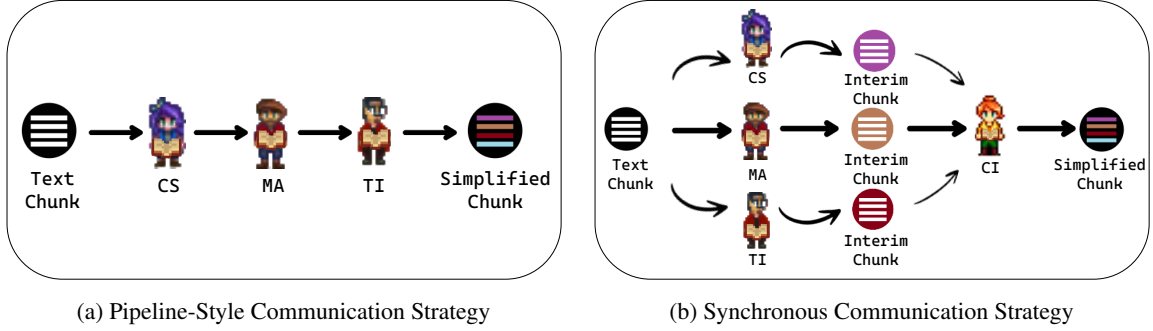 Text
Chunk
CS
MA
TI
Simplified
Chunk
(a) Pipeline-Style Communication Strategy
Text
Chunk
CS
Interim
Chunk
MA
Interim
Chunk
TI
Interim
Chunk
CI
Simplified
Chunk
(b) Synchronous Communication Strategy